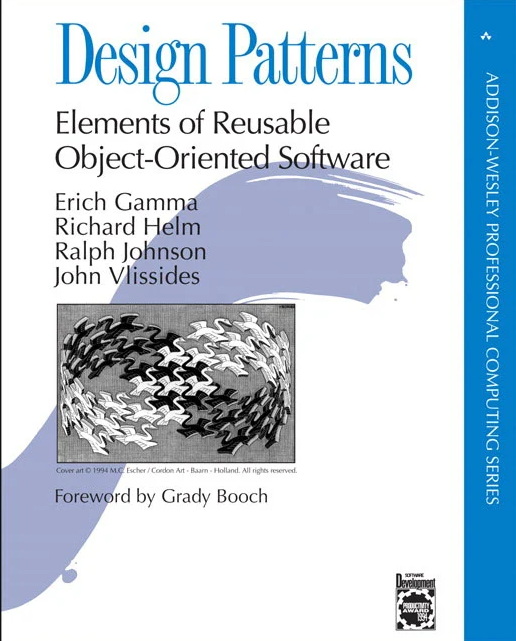 Design Patterns
Elements of Reusable
Object-Oriented Software
Erich Gamma
Richard Helm
Ralph Johnson
John Vlissides
Cover art © 1994 M.C. Escher / Cordon Art - Baarn - Holland. All rights reserved.
Foreword by Grady Booch
ADDISON-WESLEY PROFESSIONAL COMPUTING SERIES
SOFTWARE
Development
PRODUCTIVITY
AWARD
1994